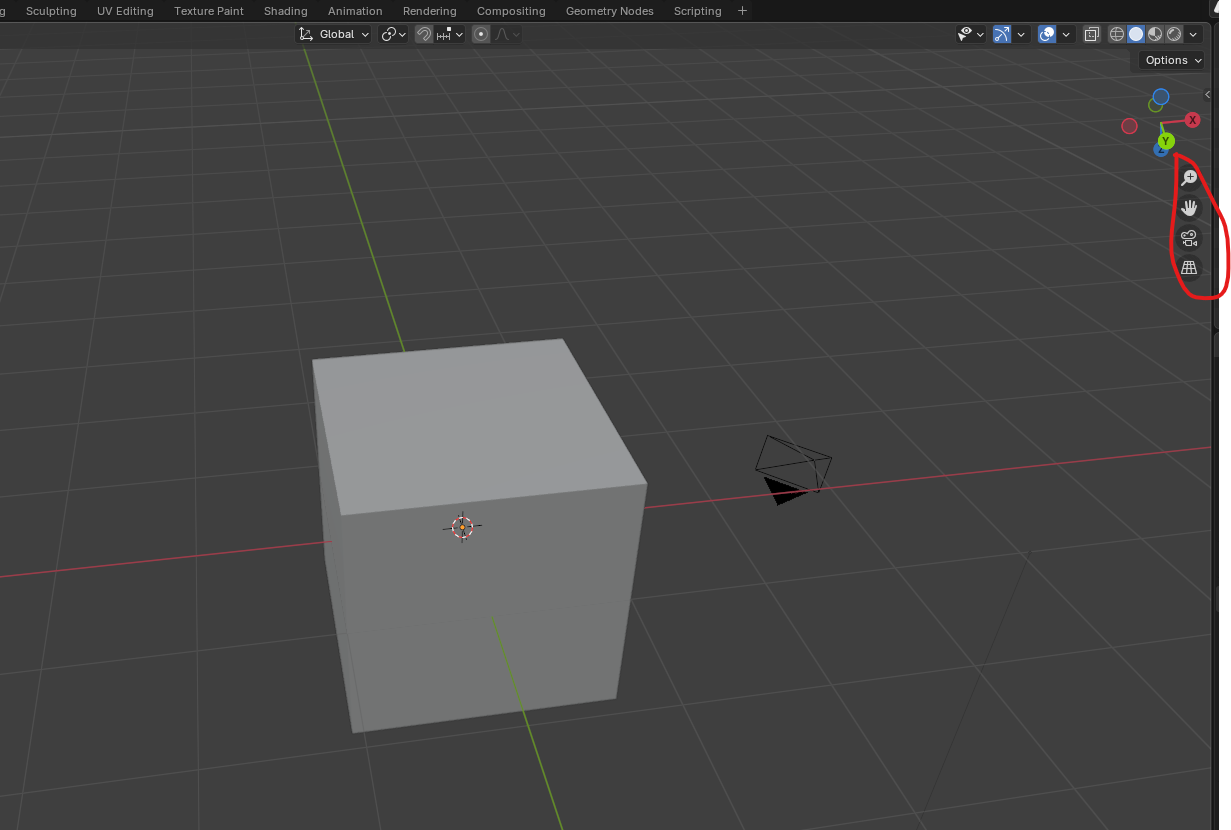 g Sculpting UV Editing Texture Paint Shading Animation Rendering Compositing Geometry Nodes Scripting +
Global
Options
X
Y
Z